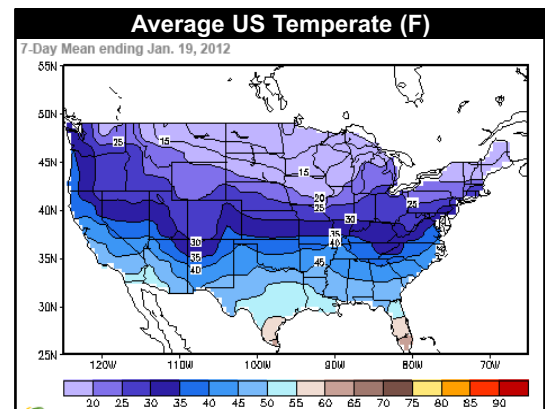 Average US Temperate (F)
7-Day Mean ending Jan. 19, 2012
55N
50N
25
15
45N
15
20
25
25
40N
30
30
35
40
35
45
40
35N
30N
25N
120W 110W 100W 90W 80W 70W
20 25 30 35 40 45 50 55 60 65 70 75 80 85 90